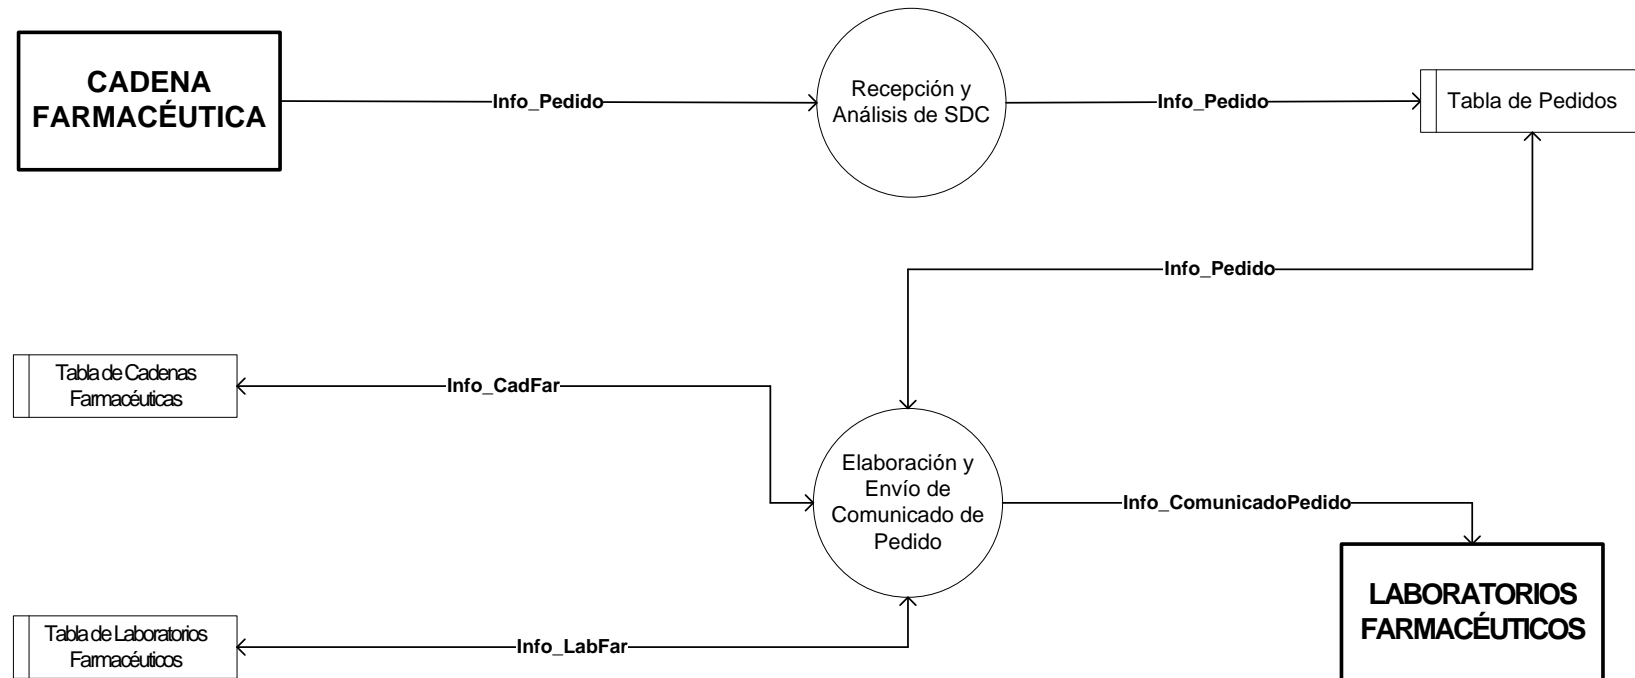 CADENA
FARMACÉUTICA
Info_Pedido
Recepción y
Análisis de SDC
Info_Pedido
Tabla de Pedidos
Info_Pedido
Tabla de Cadenas
Farmacéuticas
Info_CadFar
Elaboración y
Envío de
Comunicado de
Pedido
Info_ComunicadoPedido
LABORATORIOS
FARMACÉUTICOS
Tabla de Laboratorios
Farmacéuticos
Info_LabFar